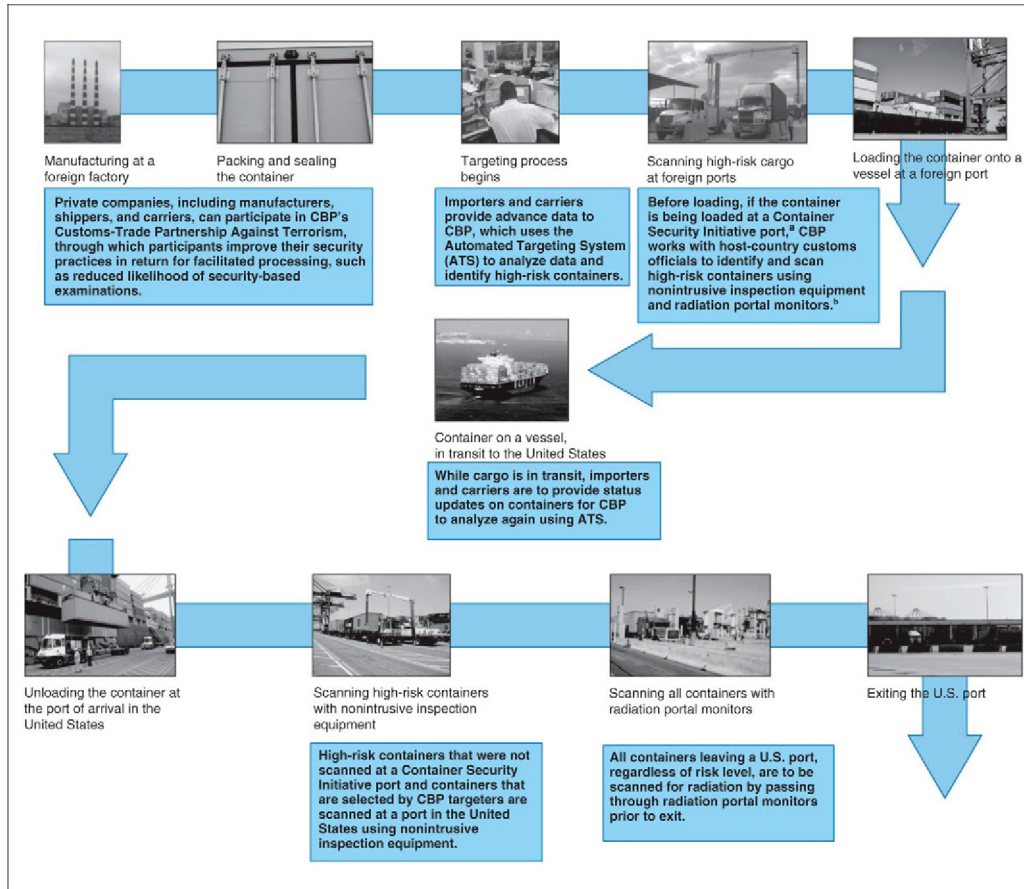 Manufacturing at a
foreign factory
Packing and sealing
the container
Private companies, including manufacturers,
shippers, and carriers, can participate in CBP's
Customs-Trade Partnership Against Terrorism,
through which participants improve their security
practices in return for facilitated processing, such
as reduced likelihood of security-based
examinations.
Targeting process
begins
Importers and carriers
provide advance data to
CBP, which uses the
Automated Targeting System
(ATS) to analyze data and
identify high-risk containers.
Scanning high-risk cargo
at foreign ports
Before loading, if the container
is being loaded at a Container
Security Initiative port,ª CBP
works with host-country customs
officials to identify and scan
high-risk containers using
nonintrusive inspection equipment
and radiation portal monitors.ᵇ
Loading the container onto a
vessel at a foreign port
Container on a vessel,
in transit to the United States
While cargo is in transit, importers
and carriers are to provide status
updates on containers for CBP
to analyze again using ATS.
Unloading the container at
the port of arrival in the
United States
Scanning high-risk containers
with nonintrusive inspection
equipment
High-risk containers that were not
scanned at a Container Security
Initiative port and containers that
are selected by CBP targeters are
scanned at a port in the United
States using nonintrusive
inspection equipment.
Scanning all containers with
radiation portal monitors
All containers leaving a U.S. port,
regardless of risk level, are to be
scanned for radiation by passing
through radiation portal monitors
prior to exit.
Exiting the U.S. port